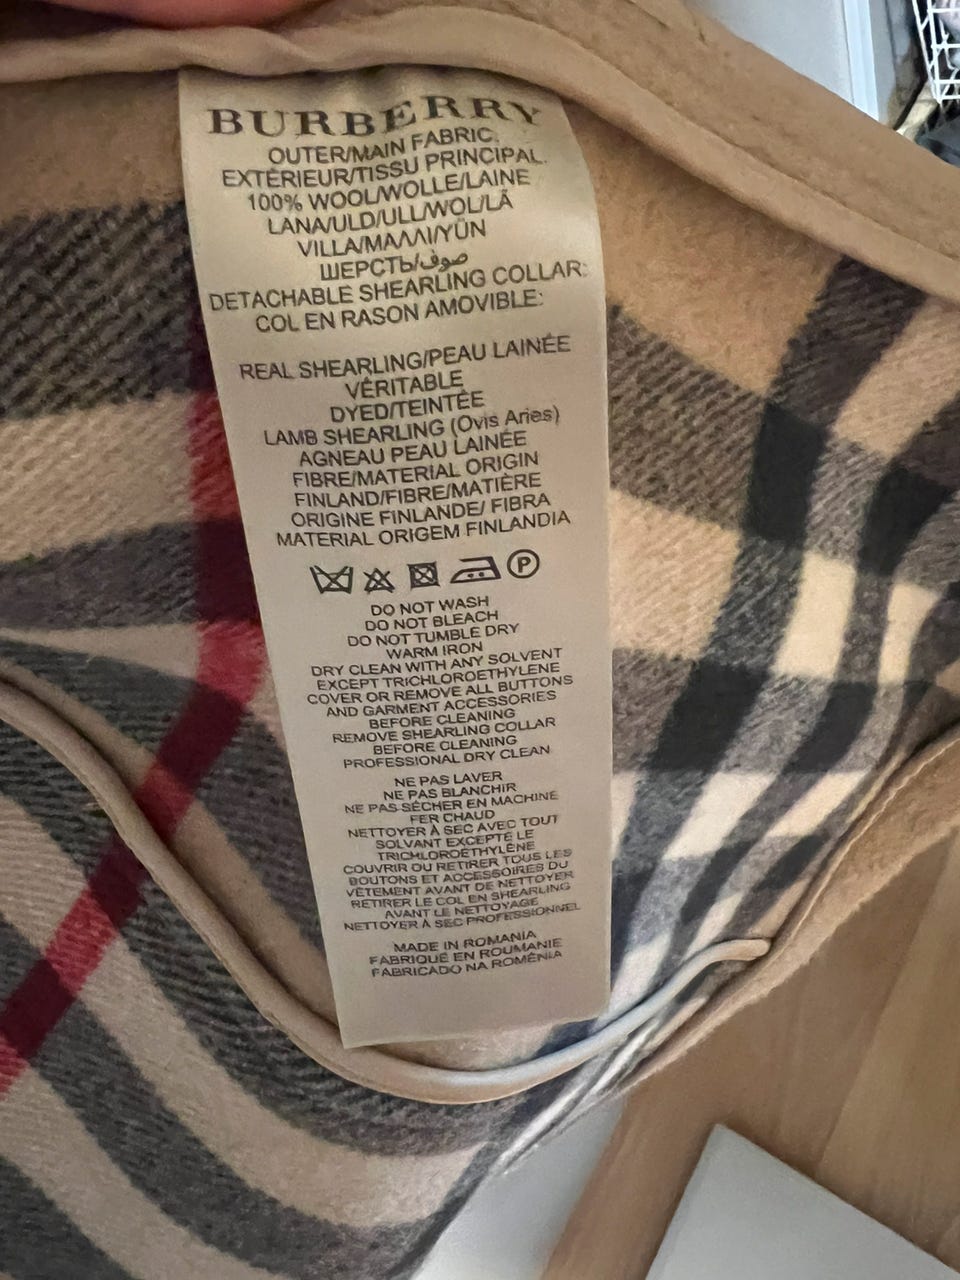 BURBERRY
OUTER/MAIN FABRIC.
EXTÉRIEUR/TISSU PRINCIPAL.
100% WOOL/WOLLE/LAINE
LANA/ULD/ULL/WOL/LÃ
VILLA/ΜΑΛΛΙ/YÜN
ШЕРСТЬ/صوف
DETACHABLE SHEARLING COLLAR:
COL EN RASON AMOVIBLE:
REAL SHEARLING/PEAU LAINÉE
VÉRITABLE
DYED/TEINTÉE
LAMB SHEARLING (Ovis Aries)
AGNEAU PEAU LAINÉE
FIBRE/MATERIAL ORIGIN
FINLAND/FIBRE/MATIÈRE
ORIGINE FINLANDE/ FIBRA
MATERIAL ORIGEM FINLANDIA
P
DO NOT WASH
DO NOT BLEACH
DO NOT TUMBLE DRY
WARM IRON
DRY CLEAN WITH ANY SOLVENT
EXCEPT TRICHLOROETHYLENE
COVER OR REMOVE ALL BUTTONS
AND GARMENT ACCESSORIES
BEFORE CLEANING
REMOVE SHEARLING COLLAR
BEFORE CLEANING
PROFESSIONAL DRY CLEAN
NE PAS LAVER
NE PAS BLANCHIR
NE PAS SÉCHER EN MACHINE
FER CHAUD
NETTOYER À SEC AVEC TOUT
SOLVANT EXCEPTÉ LE
TRICHLOROÉTHYLÈNE
COUVRIR OU RETIRER TOUS LES
BOUTONS ET ACCESSOIRES DU
VÊTEMENT AVANT DE NETTOYER
RETIRER LE COL EN SHEARLING
AVANT LE NETTOYAGE
NETTOYER À SEC PROFESSIONNEL
MADE IN ROMANIA
FABRIQUÉ EN ROUMANIE
FABRICADO NA ROMÉNIA